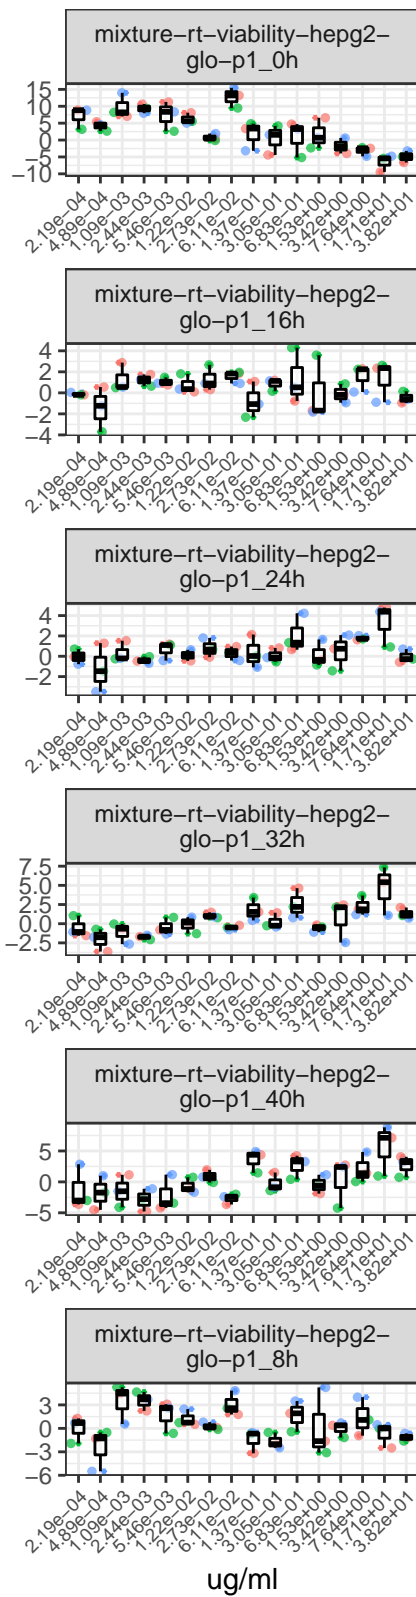 mixture−rt−viability−hepg2−
glo−p1_0h
15
10
5
0
−5
−10
2.19e−04 4.89e−04 1.09e−03 2.44e−03 5.46e−03 1.22e−02 2.73e−02 6.11e−02 1.37e−01 3.05e−01 6.83e−01 1.53e+00 3.42e+00 7.64e+00 1.71e+01 3.82e+01
mixture−rt−viability−hepg2−
glo−p1_16h
4
2
0
−2
−4
2.19e−04 4.89e−04 1.09e−03 2.44e−03 5.46e−03 1.22e−02 2.73e−02 6.11e−02 1.37e−01 3.05e−01 6.83e−01 1.53e+00 3.42e+00 7.64e+00 1.71e+01 3.82e+01
mixture−rt−viability−hepg2−
glo−p1_24h
4
2
0
−2
2.19e−04 4.89e−04 1.09e−03 2.44e−03 5.46e−03 1.22e−02 2.73e−02 6.11e−02 1.37e−01 3.05e−01 6.83e−01 1.53e+00 3.42e+00 7.64e+00 1.71e+01 3.82e+01
mixture−rt−viability−hepg2−
glo−p1_32h
7.5
5.0
2.5
0.0
−2.5
2.19e−04 4.89e−04 1.09e−03 2.44e−03 5.46e−03 1.22e−02 2.73e−02 6.11e−02 1.37e−01 3.05e−01 6.83e−01 1.53e+00 3.42e+00 7.64e+00 1.71e+01 3.82e+01
mixture−rt−viability−hepg2−
glo−p1_40h
5
0
−5
2.19e−04 4.89e−04 1.09e−03 2.44e−03 5.46e−03 1.22e−02 2.73e−02 6.11e−02 1.37e−01 3.05e−01 6.83e−01 1.53e+00 3.42e+00 7.64e+00 1.71e+01 3.82e+01
mixture−rt−viability−hepg2−
glo−p1_8h
3
0
−3
−6
2.19e−04 4.89e−04 1.09e−03 2.44e−03 5.46e−03 1.22e−02 2.73e−02 6.11e−02 1.37e−01 3.05e−01 6.83e−01 1.53e+00 3.42e+00 7.64e+00 1.71e+01 3.82e+01
ug/ml